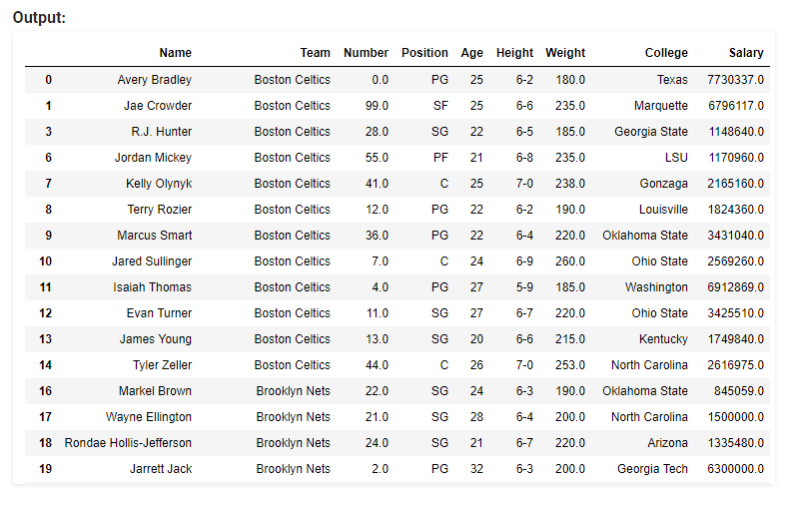 Output:
Name Team Number Position Age Height Weight College Salary
0 Avery Bradley Boston Celtics 0.0 PG 25 6-2 180.0 Texas 7730337.0
1 Jae Crowder Boston Celtics 99.0 SF 25 6-6 235.0 Marquette 6796117.0
3 R.J. Hunter Boston Celtics 28.0 SG 22 6-5 185.0 Georgia State 1148640.0
6 Jordan Mickey Boston Celtics 55.0 PF 21 6-8 235.0 LSU 1170960.0
7 Kelly Olynyk Boston Celtics 41.0 C 25 7-0 238.0 Gonzaga 2165160.0
8 Terry Rozier Boston Celtics 12.0 PG 22 6-2 190.0 Louisville 1824360.0
9 Marcus Smart Boston Celtics 36.0 PG 22 6-4 220.0 Oklahoma State 3431040.0
10 Jared Sullinger Boston Celtics 7.0 C 24 6-9 260.0 Ohio State 2569260.0
11 Isaiah Thomas Boston Celtics 4.0 PG 27 5-9 185.0 Washington 6912869.0
12 Evan Turner Boston Celtics 11.0 SG 27 6-7 220.0 Ohio State 3425510.0
13 James Young Boston Celtics 13.0 SG 20 6-6 215.0 Kentucky 1749840.0
14 Tyler Zeller Boston Celtics 44.0 C 26 7-0 253.0 North Carolina 2616975.0
16 Markel Brown Brooklyn Nets 22.0 SG 24 6-3 190.0 Oklahoma State 845059.0
17 Wayne Ellington Brooklyn Nets 21.0 SG 28 6-4 200.0 North Carolina 1500000.0
18 Rondae Hollis-Jefferson Brooklyn Nets 24.0 SG 21 6-7 220.0 Arizona 1335480.0
19 Jarrett Jack Brooklyn Nets 2.0 PG 32 6-3 200.0 Georgia Tech 6300000.0